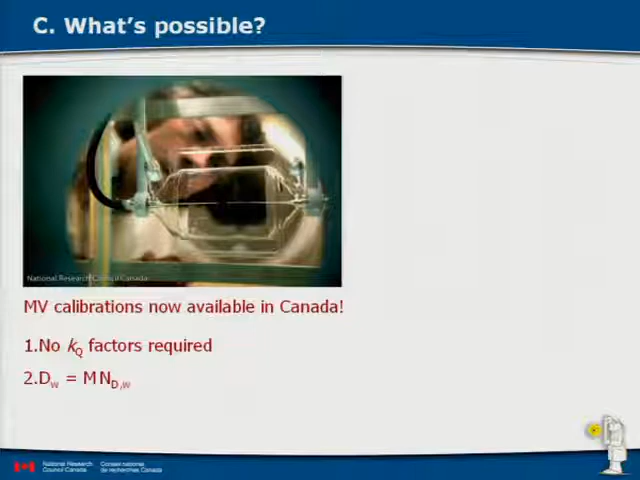 C. What's possible?
National Research Council Canada
MV calibrations now available in Canada!
1.No kQ factors required
2.Dw = MND,w
National Research Conseil national
Council Canada de recherches Canada